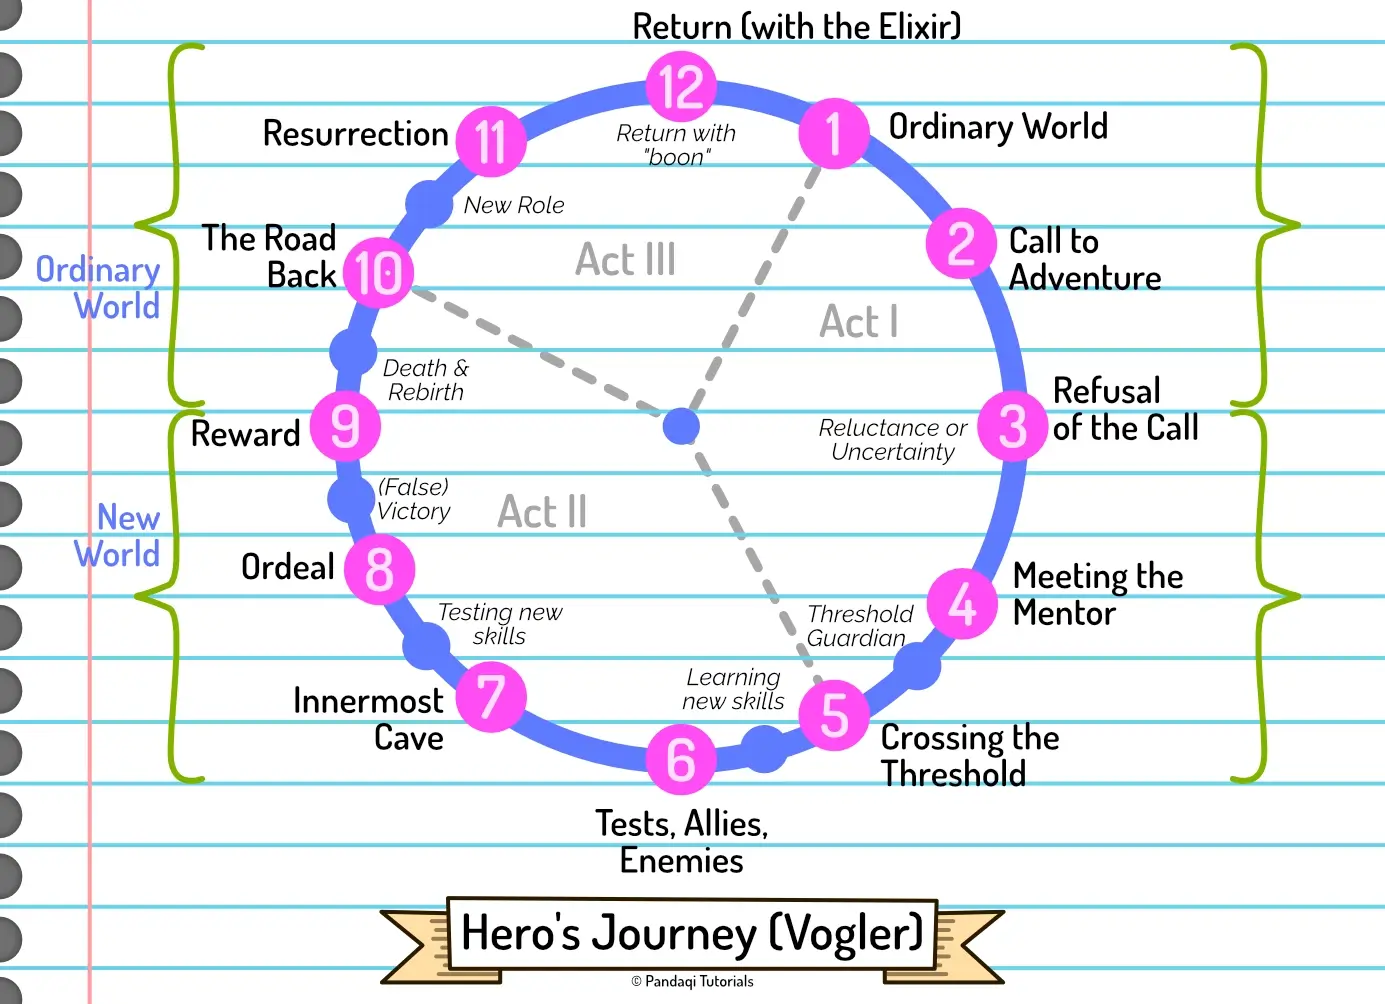 Return (with the Elixir)
12
Return with
"boon"
1
Ordinary World
11
Resurrection
New Role
2
Call to
Adventure
The Road
Back
10
Act III
Ordinary
World
Act I
Death &
Rebirth
3
Refusal
of the Call
Reluctance or
Uncertainty
9
Reward
(False)
Victory
Act II
New
World
8
Ordeal
4
Meeting the
Mentor
Threshold
Guardian
Testing new
skills
Learning
new skills
7
Innermost
Cave
5
Crossing the
Threshold
6
Tests, Allies,
Enemies
Hero's Journey (Vogler)
© Pandaqi Tutorials